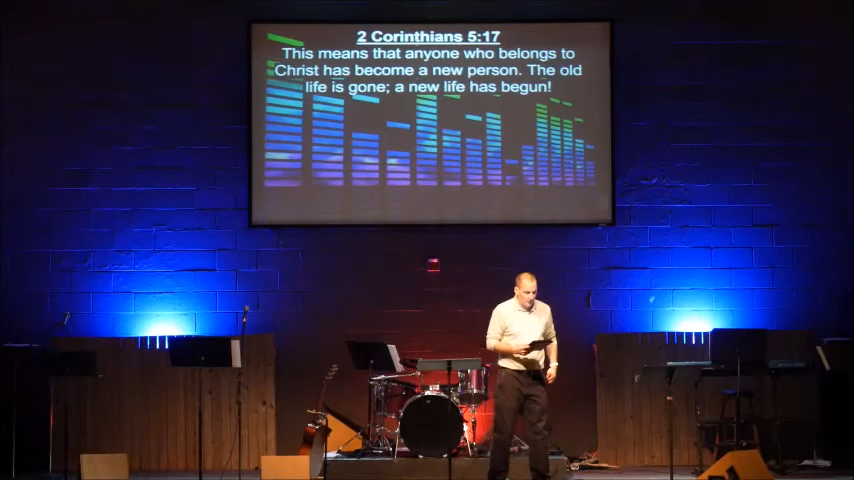 2 Corinthians 5:17
This means that anyone who belongs to
Christ has become a new person. The old
life is gone; a new life has begun!